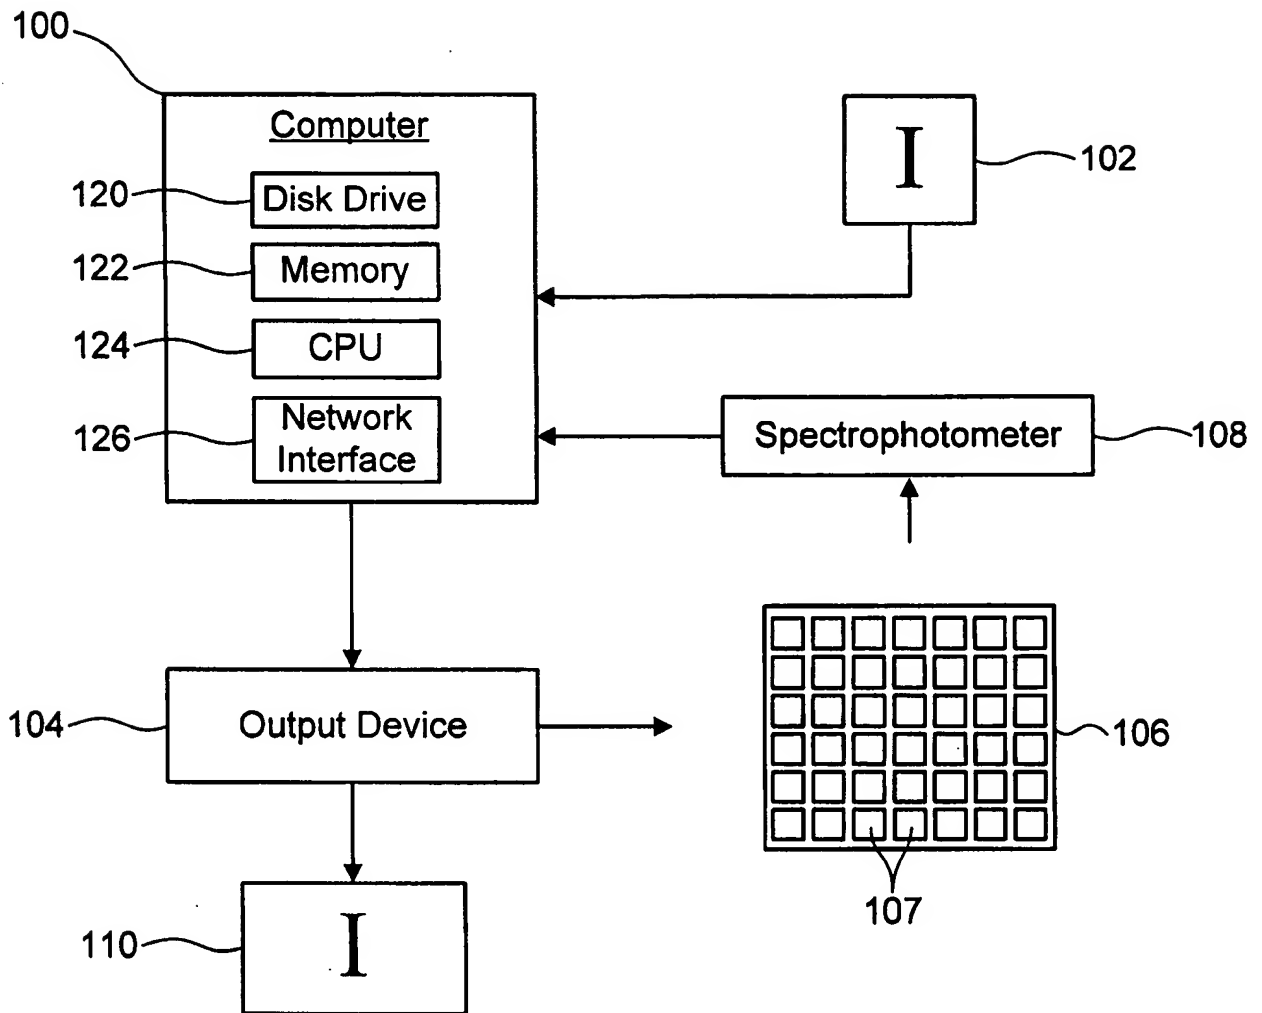 100
Computer
I
102
120
Disk Drive
122
Memory
124
CPU
126
Network
Interface
Spectrophotometer
108
104
Output Device
106
107
110
I